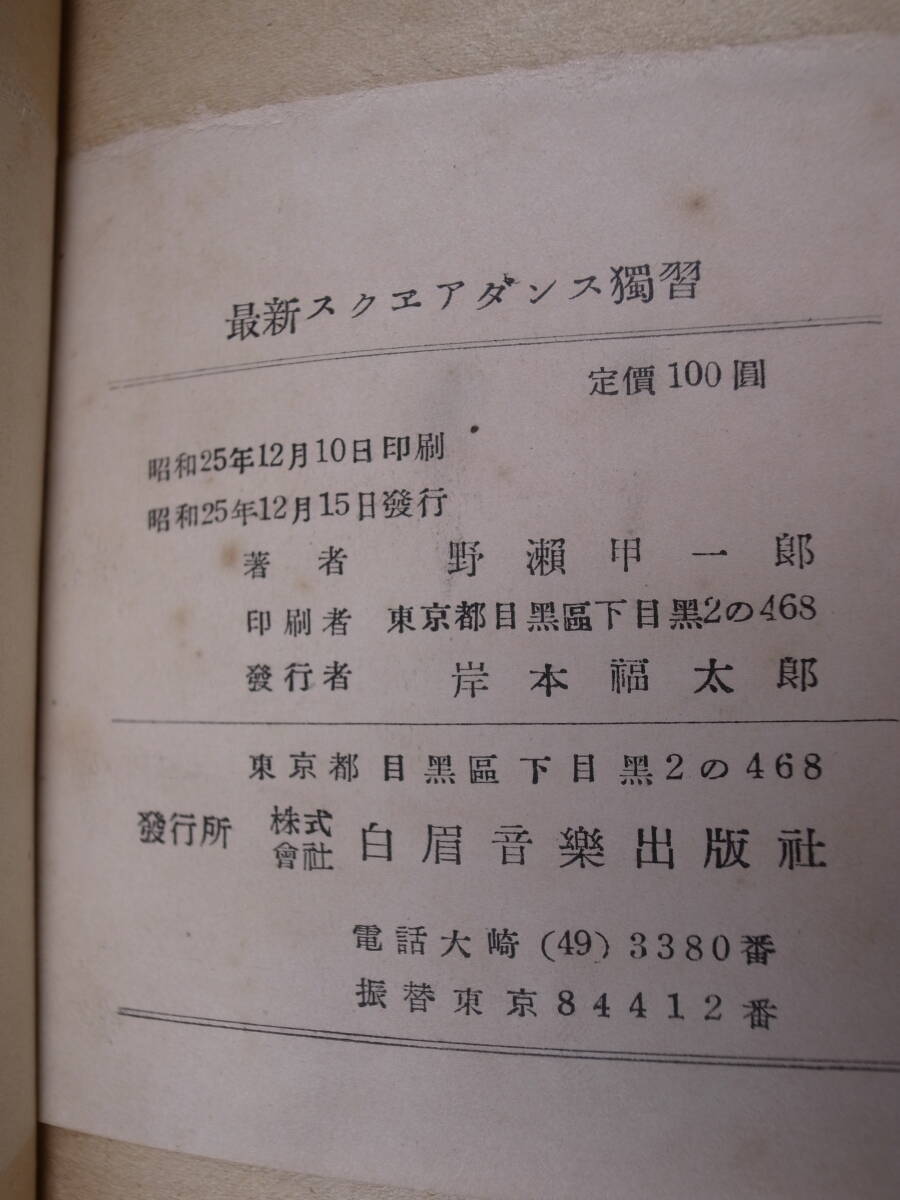 最新スクヱアダンス獨習
定價100圓
昭和25年12月10日印刷
昭和25年12月15日發行
著者 野瀨甲一郎
印刷者 東京都目黑區下目黑2の468
發行者 岸本福太郎
東京都目黑區下目黑2の468
發行所 株式會社 白眉音樂出版社
電話大崎(49)3380番
振替東京84412番